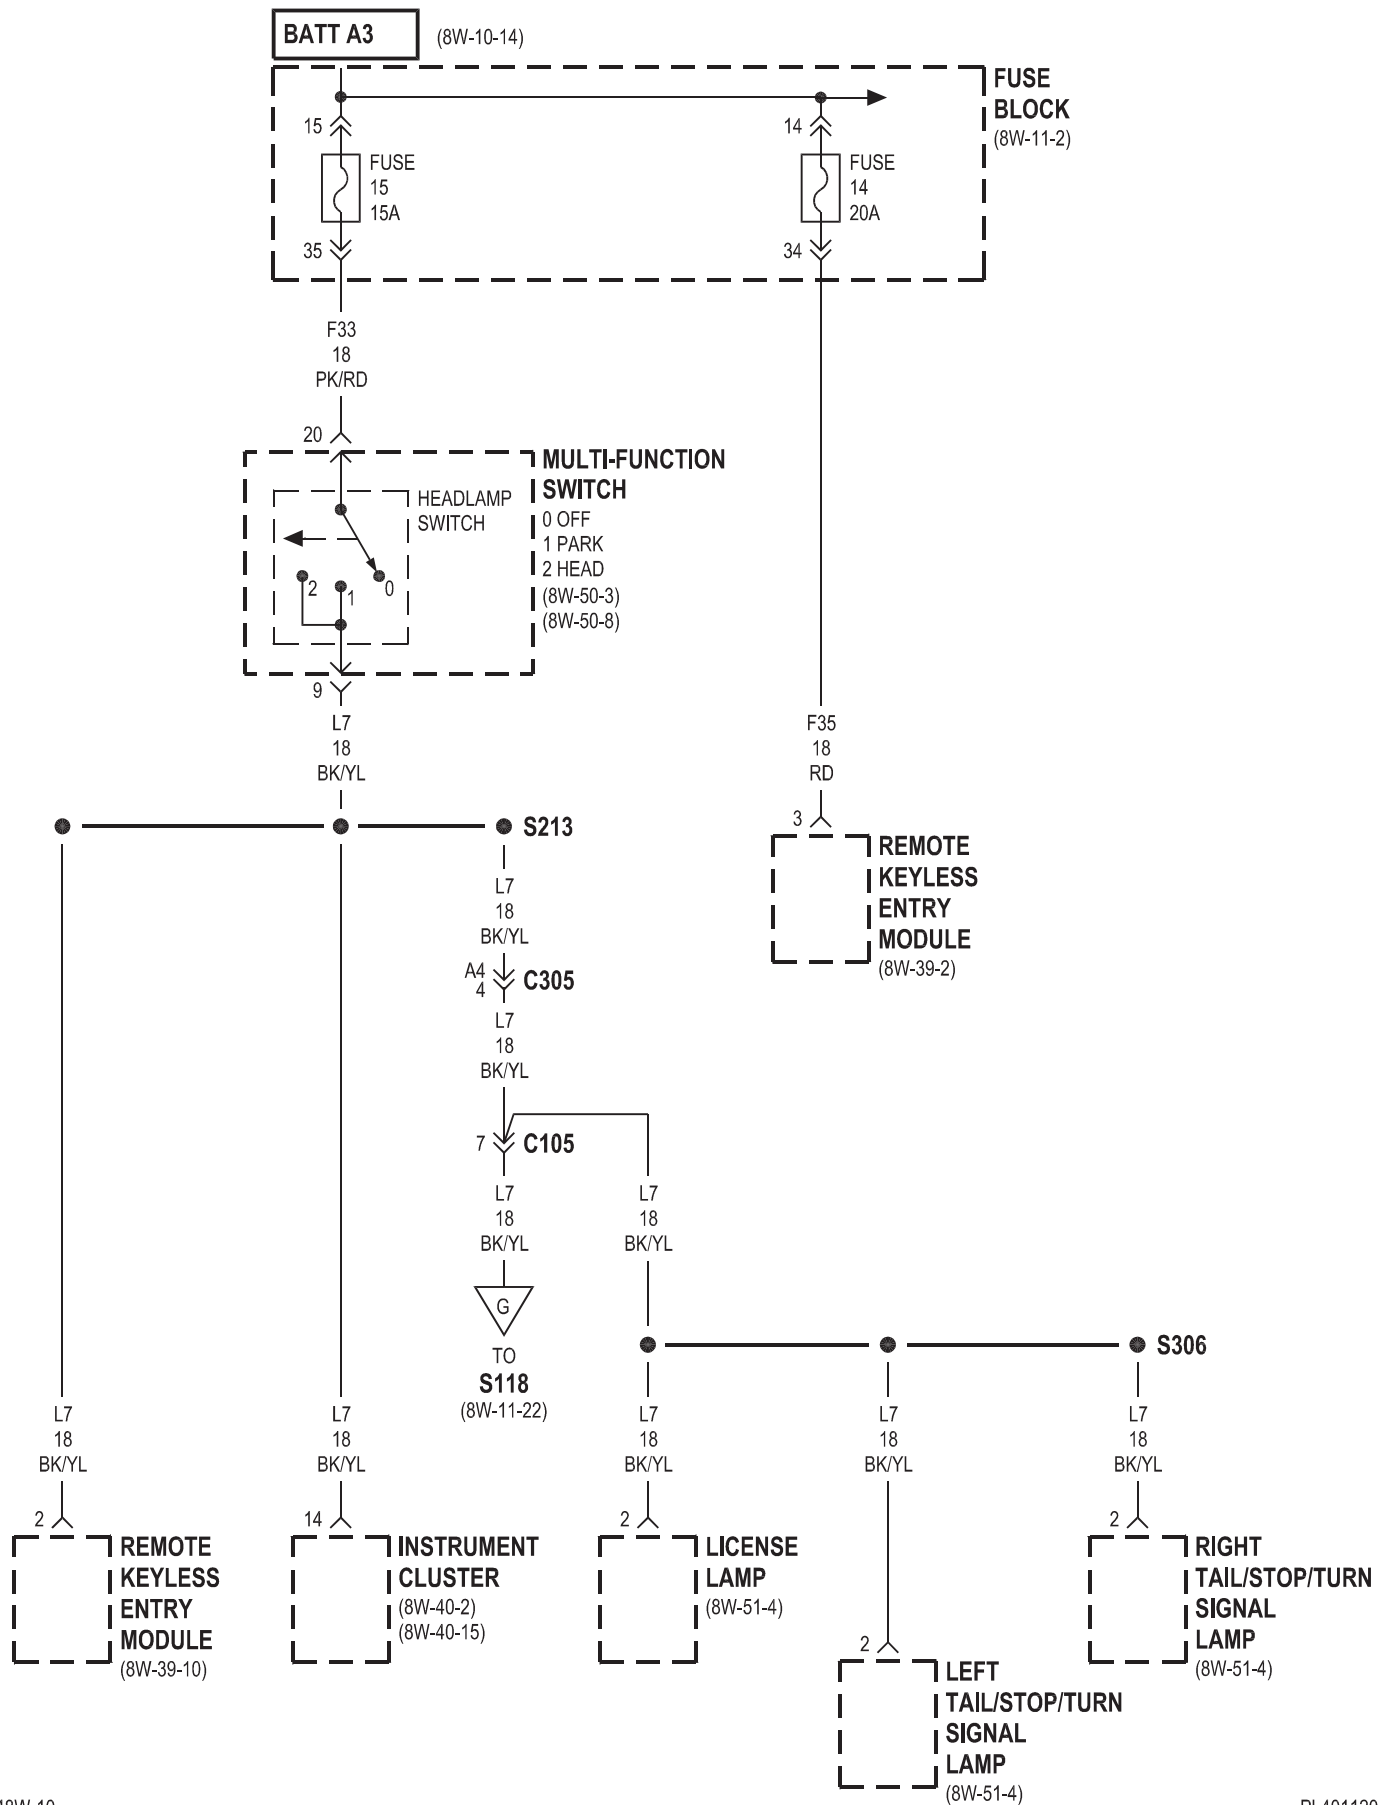 BATT A3
(8W-10-14)
FUSE
BLOCK
(8W-11-2)
15
14
FUSE
15
15A
FUSE
14
20A
35
34
F33
18
PK/RD
20
MULTI-FUNCTION
SWITCH
0 OFF
1 PARK
2 HEAD
(8W-50-3)
(8W-50-8)
HEADLAMP
SWITCH
2
1
0
9
L7
18
BK/YL
F35
18
RD
3
REMOTE
KEYLESS
ENTRY
MODULE
(8W-39-2)
S213
L7
18
BK/YL
A4
4
C305
L7
18
BK/YL
7
C105
L7
18
BK/YL
L7
18
BK/YL
G
TO
S118
(8W-11-22)
S306
L7
18
BK/YL
L7
18
BK/YL
L7
18
BK/YL
L7
18
BK/YL
L7
18
BK/YL
2
REMOTE
KEYLESS
ENTRY
MODULE
(8W-39-10)
14
INSTRUMENT
CLUSTER
(8W-40-2)
(8W-40-15)
2
LICENSE
LAMP
(8W-51-4)
2
LEFT
TAIL/STOP/TURN
SIGNAL
LAMP
(8W-51-4)
2
RIGHT
TAIL/STOP/TURN
SIGNAL
LAMP
(8W-51-4)